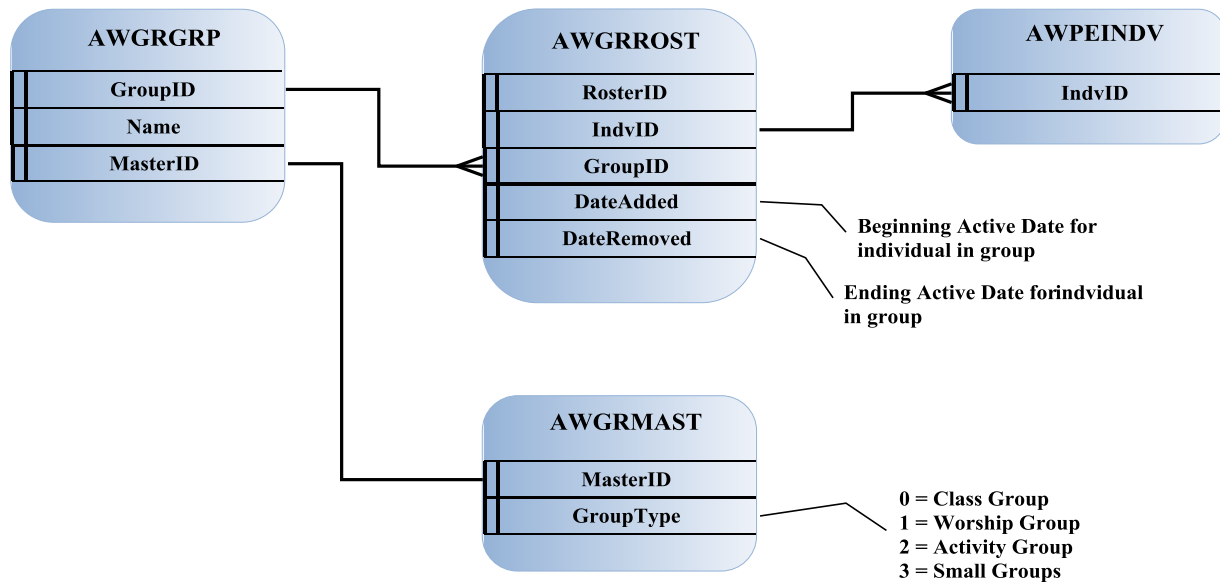 AWGRGRP
GroupID
Name
MasterID
AWGRROST
RosterID
IndvID
GroupID
DateAdded
DateRemoved
AWPEINDV
IndvID
Beginning Active Date for
individual in group
Ending Active Date forindvidual
in group
AWGRMAST
MasterID
GroupType
0 = Class Group
1 = Worship Group
2 = Activity Group
3 = Small Groups